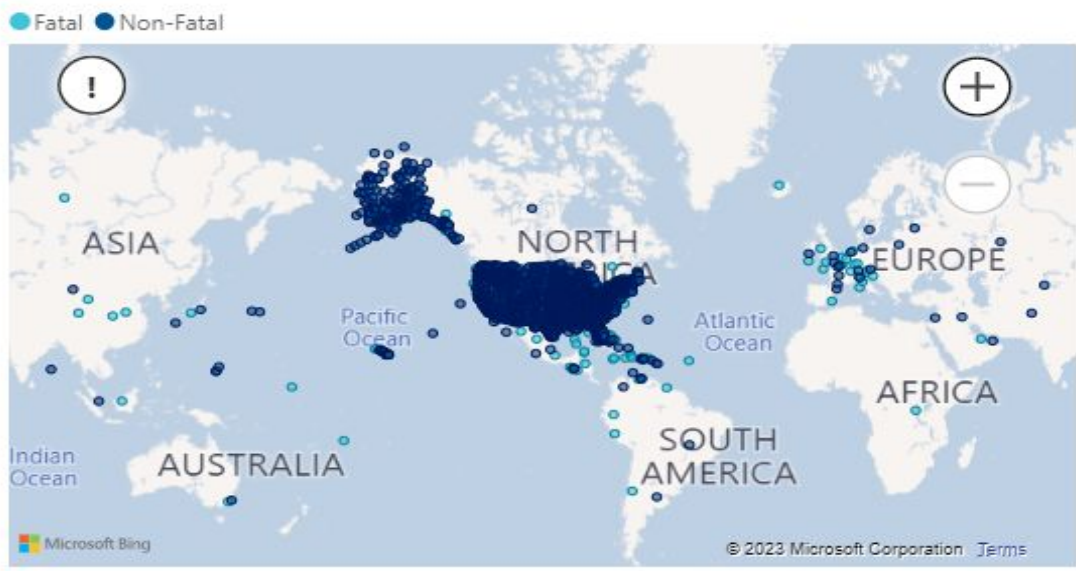 Fatal Non-Fatal
!
+
−
ASIA
NORTH
EUROPE
Pacific
Ocean
Atlantic
Ocean
AFRICA
Indian
Ocean
AUSTRALIA
SOUTH
AMERICA
Microsoft Bing
© 2023 Microsoft Corporation Terms